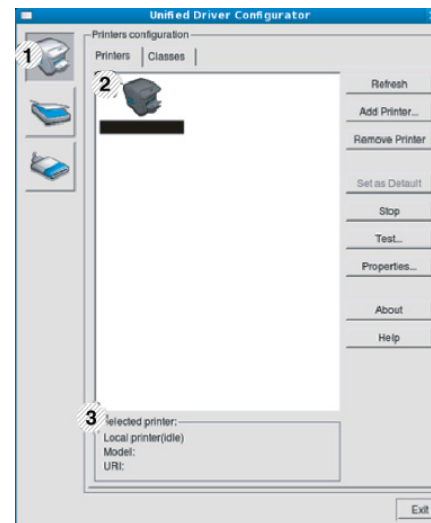 Unified Driver Configurator
Printers configuration
Printers
Classes
1
2
Refresh
Add Printer...
Remove Printer
Set as Default
Stop
Test...
Properties...
About
Help
3
Selected printer:
Local printer(idle)
Model:
URI:
Exit